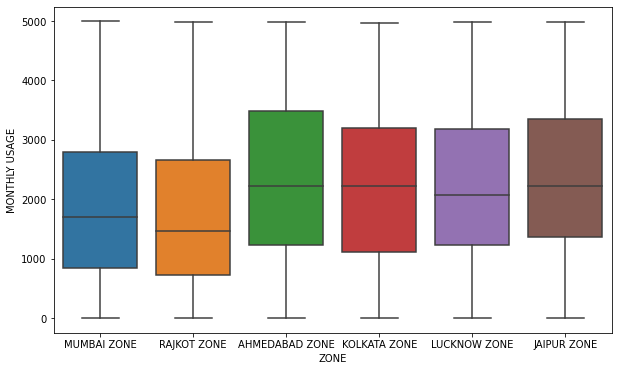 5000
4000
3000
2000
1000
0
MONTHLY USAGE
MUMBAI ZONE RAJKOT ZONE AHMEDABAD ZONE KOLKATA ZONE LUCKNOW ZONE JAIPUR ZONE
ZONE